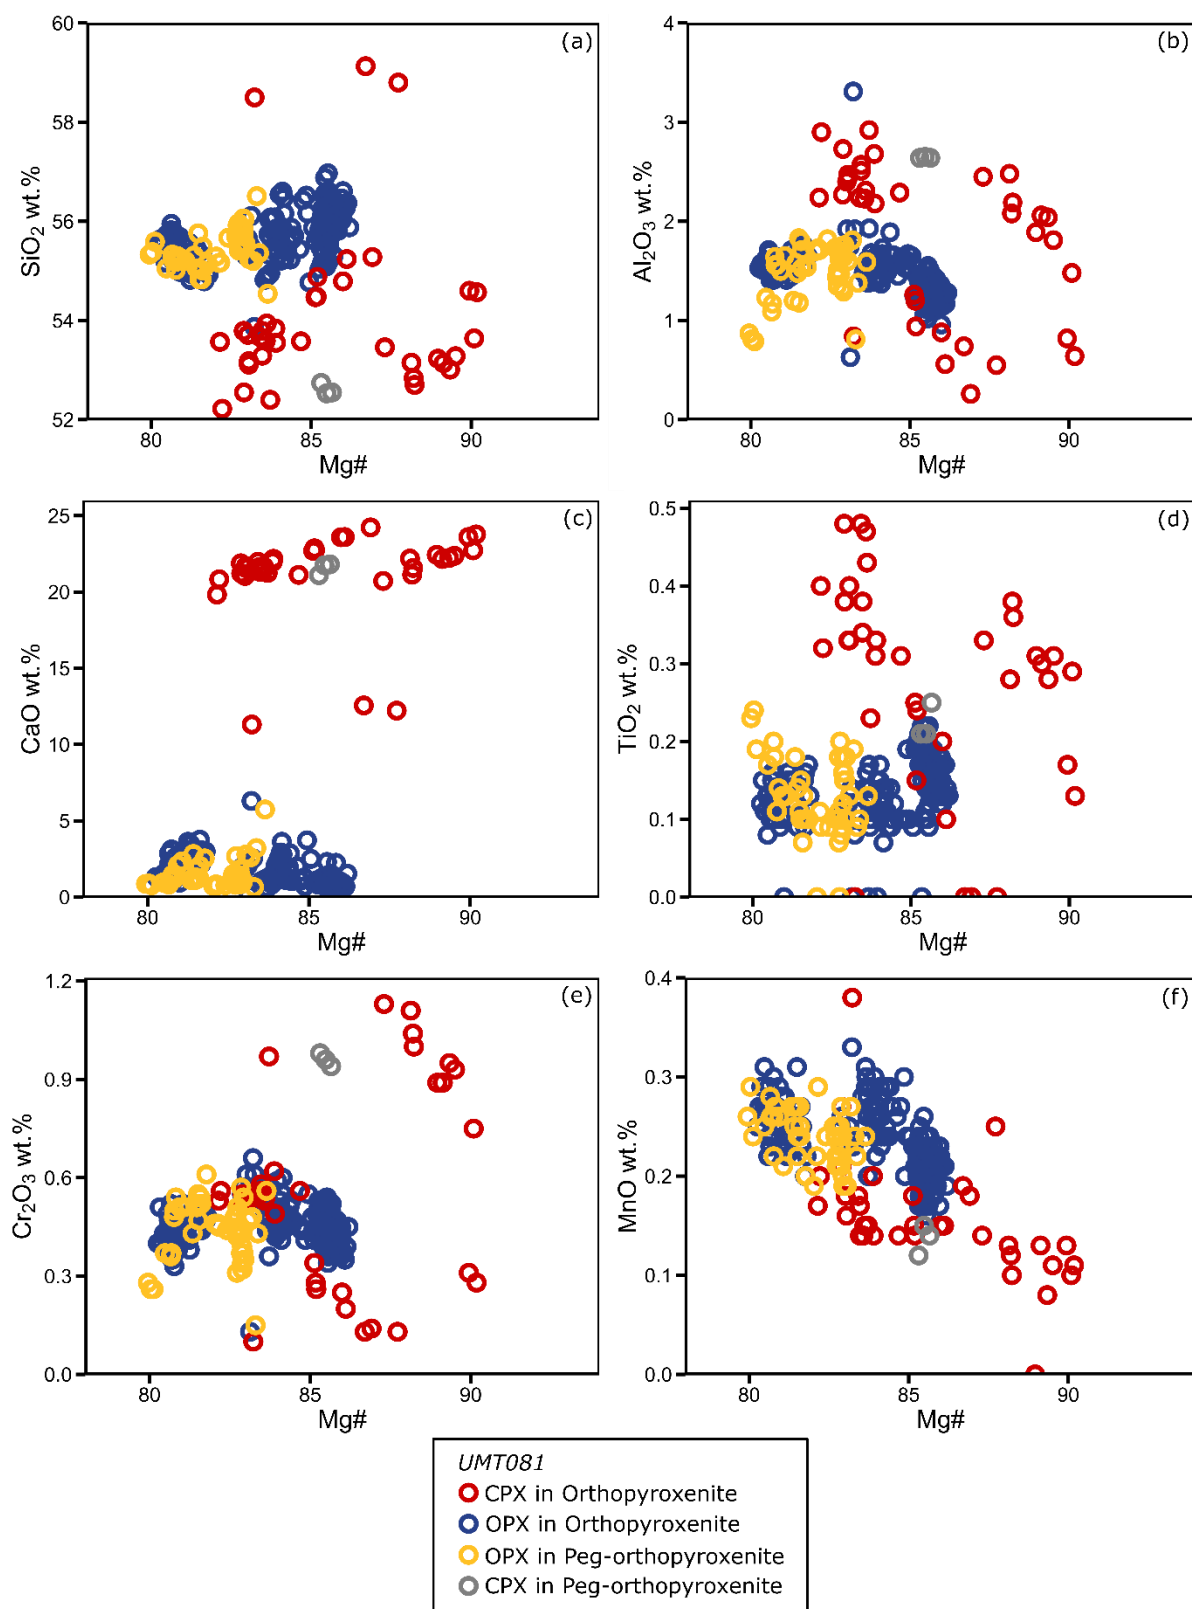 (a)
60
58
56
54
52
SiO₂ wt.%
80 85 90
Mg#
(b)
4
3
2
1
0
Al₂O₃ wt.%
80 85 90
Mg#
(c)
25
20
15
10
5
0
CaO wt.%
80 85 90
Mg#
(d)
0.5
0.4
0.3
0.2
0.1
0.0
TiO₂ wt.%
80 85 90
Mg#
(e)
1.2
0.9
0.6
0.3
0.0
Cr₂O₃ wt.%
80 85 90
Mg#
(f)
0.4
0.3
0.2
0.1
0.0
MnO wt.%
80 85 90
Mg#
UMT081
CPX in Orthopyroxenite
OPX in Orthopyroxenite
OPX in Peg-orthopyroxenite
CPX in Peg-orthopyroxenite